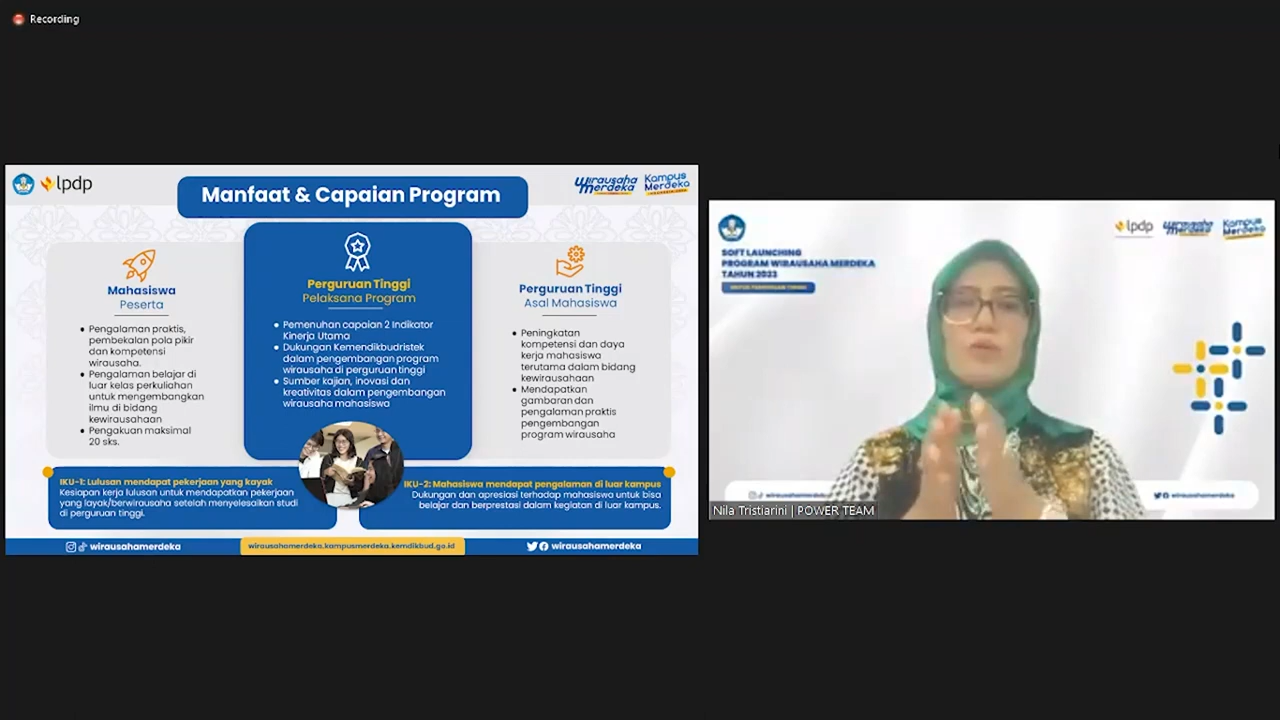 Recording
lpdp
Manfaat & Capaian Program
wirausaha
merdeka
Kampus
Merdeka
Mahasiswa
Peserta
Pengalaman praktis,
pembekalan pola pikir
dan kompetensi
wirausaha.
Pengalaman belajar di
luar kelas perkuliahan
untuk mengembangkan
ilmu di bidang
kewirausahaan
Pengakuan maksimal
20 sks.
Perguruan Tinggi
Pelaksana Program
Pemenuhan capaian 2 Indikator
Kinerja Utama
Dukungan Kemendikbudristek
dalam pengembangan program
wirausaha di perguruan tinggi
Sumber kajian, inovasi dan
kreativitas dalam pengembangan
wirausaha mahasiswa
Perguruan Tinggi
Asal Mahasiswa
Peningkatan
kompetensi dan daya
kerja mahasiswa
terutama dalam bidang
kewirausahaan
Mendapatkan
gambaran dan
pengalaman praktis
pengembangan
program wirausaha
IKU-1: Lulusan mendapat pekerjaan yang kayak
Kesiapan kerja lulusan untuk mendapatkan pekerjaan
yang layak/berwirausaha setelah menyelesaikan studi
di perguruan tinggi.
IKU-2: Mahasiswa mendapat pengalaman di luar kampus
Dukungan dan apresiasi terhadap mahasiswa untuk bisa
belajar dan berprestasi dalam kegiatan di luar kampus.
wirausahamerdeka
wirausahamerdeka.kampusmerdeka.kemdikbud.go.id
wirausahamerdeka
lpdp
wirausaha
merdeka
Kampus
Merdeka
SOFT LAUNCHING
PROGRAM WIRAUSAHA MERDEKA
TAHUN 2023
UNTUK PERGURUAN TINGGI
wirausahamerdeka
Nila Tristiarini | POWER TEAM